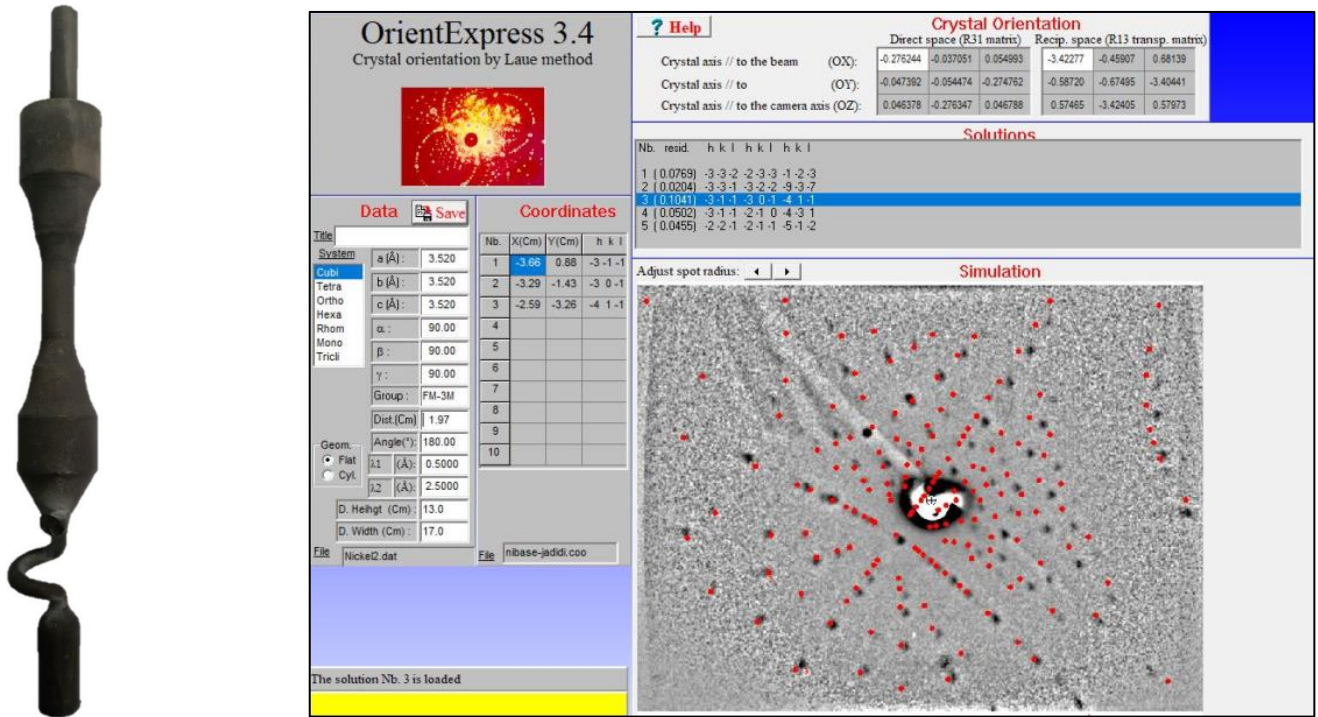 OrientExpress 3.4
Crystal orientation by Laue method
? Help
Crystal Orientation
Direct space (R31 matrix) Recip. space (R13 transp. matrix)
Crystal axis // to the beam (OX): -0.276244 -0.037051 0.054993 -3.42277 -0.45907 0.68139
Crystal axis // to (OY): -0.047392 -0.054474 -0.274762 -0.58720 -0.67495 -3.40441
Crystal axis // to the camera axis (OZ): 0.046378 -0.276347 0.046788 0.57465 -3.42405 0.57973
Solutions
Nb. resid. h k l h k l h k l
1 ( 0.0769) -3 -3 -2 -2 -3 -3 -1 -2 -3
2 ( 0.0204) -3 -3 -1 -3 -2 -2 -9 -3 -7
3 ( 0.1041) -3 -1 -1 -3 0 -1 -4 1 -1
4 ( 0.0502) -3 -1 -1 -2 -1 0 -4 -3 1
5 ( 0.0455) -2 -2 -1 -2 -1 -1 -5 -1 -2
Data Save
Title
System
Cubi
Tetra
Ortho
Hexa
Rhom
Mono
Tricli
a (Å) : 3.520
b (Å) : 3.520
c (Å) : 3.520
α : 90.00
β : 90.00
γ : 90.00
Group : FM-3M
Dist.(Cm) 1.97
Geom.
Flat
Cyl.
Angle(°): 180.00
λ1 (Å): 0.5000
λ2 (Å): 2.5000
D. Heihgt (Cm) : 13.0
D. Width (Cm) : 17.0
File Nickel2.dat
Coordinates
Nb. X(Cm) Y(Cm) h k l
1 -3.66 0.88 -3 -1 -1
2 -3.29 -1.43 -3 0 -1
3 -2.59 -3.26 -4 1 -1
4
5
6
7
8
9
10
File nibase-jadidi.coo
Adjust spot radius:
Simulation
The solution Nb. 3 is loaded